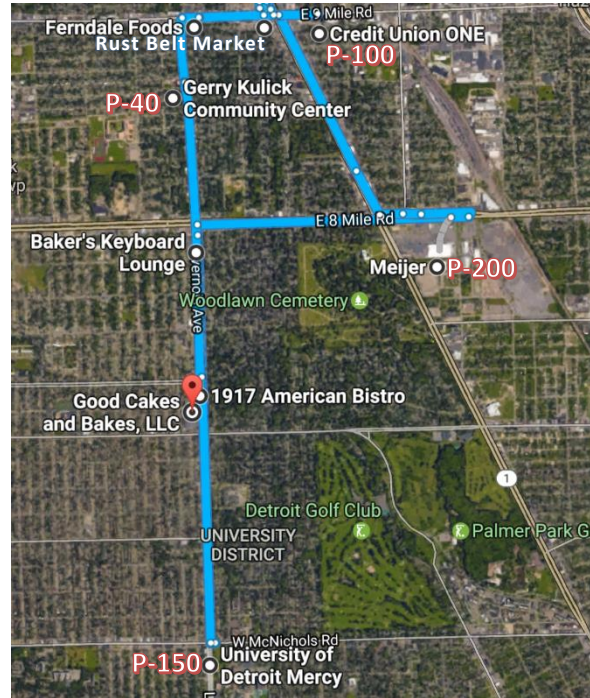 E 9 Mile Rd
Ferndale Foods
Rust Belt Market
Credit Union ONE
P-100
P-40
Gerry Kulick
Community Center
E 8 Mile Rd
Baker's Keyboard
Lounge
Meijer
P-200
Woodlawn Cemetery
1917 American Bistro
Good Cakes
and Bakes, LLC
1
Detroit Golf Club
Palmer Park G
UNIVERSITY
DISTRICT
W McNichols Rd
P-150
University of
Detroit Mercy